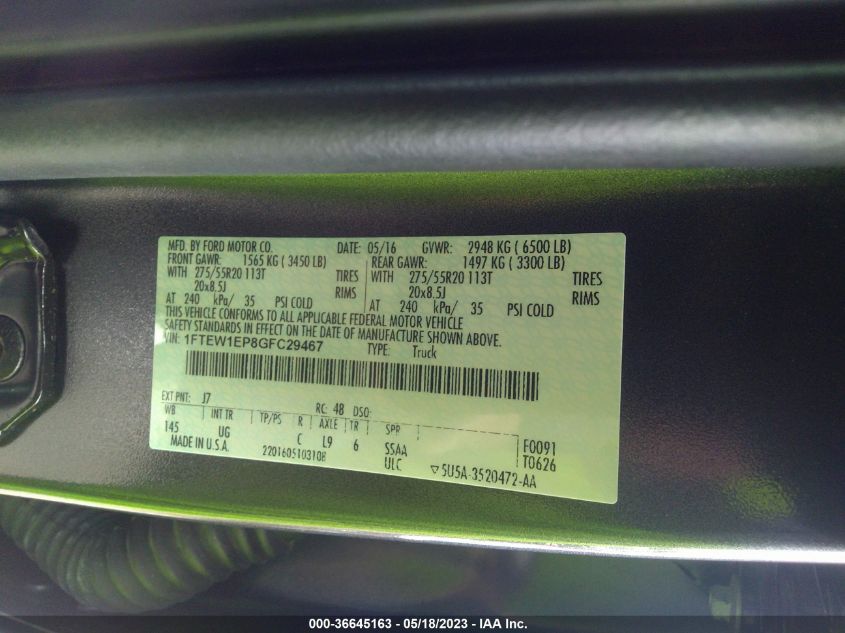 MFD. BY FORD MOTOR CO. DATE: 05/16 GVWR: 2948 KG ( 6500 LB)
FRONT GAWR: 1565 KG ( 3450 LB) REAR GAWR: 1497 KG ( 3300 LB)
WITH 275/55R20 113T TIRES WITH 275/55R20 113T TIRES
20x8.5J RIMS 20x8.5J RIMS
AT 240 kPa/ 35 PSI COLD AT 240 kPa/ 35 PSI COLD
THIS VEHICLE CONFORMS TO ALL APPLICABLE FEDERAL MOTOR VEHICLE
SAFETY STANDARDS IN EFFECT ON THE DATE OF MANUFACTURE SHOWN ABOVE.
VIN: 1FTEW1EP8GFC29467 TYPE: Truck
EXT PNT: J7 RC: 48 DSO:
WB INT TR TP/PS R AXLE TR SPR
145 UG C L9 6 SSAA F0091
MADE IN U.S.A. 2201605103108 ULC T0626
▽5U5A-3520472-AA
000-36645163 - 05/18/2023 - IAA Inc.